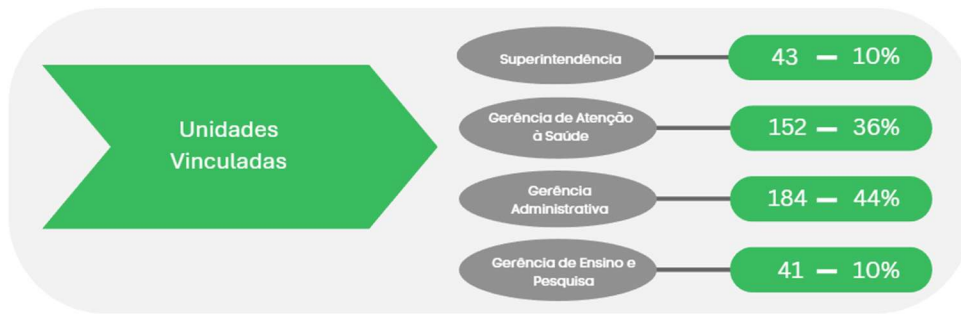 Unidades
Vinculadas
Superintendência
43 — 10%
Gerência de Atenção
à Saúde
152 — 36%
Gerência
Administrativa
184 — 44%
Gerência de Ensino e
Pesquisa
41 — 10%